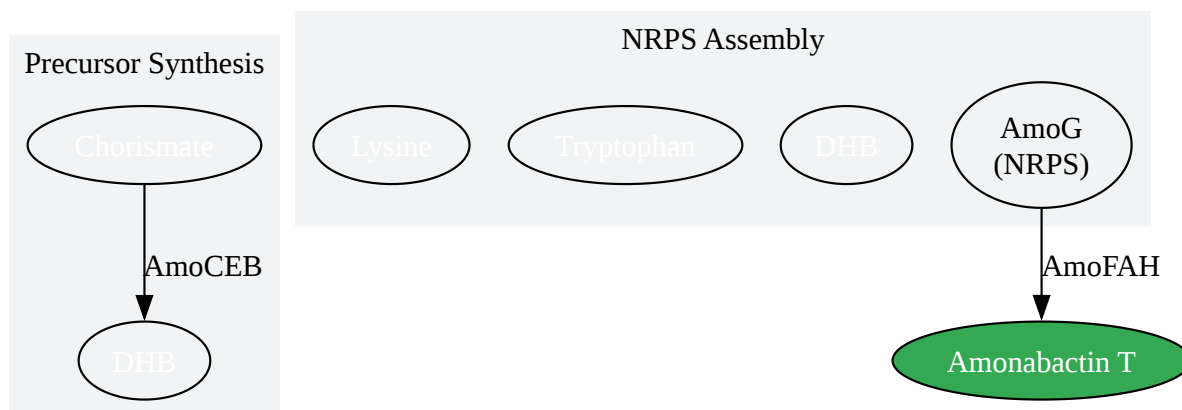 Precursor Synthesis
Chorismate
AmoCEB
DHB
NRPS Assembly
Lysine
Tryptophan
DHB
AmoG
(NRPS)
AmoFAH
Amonabactin T